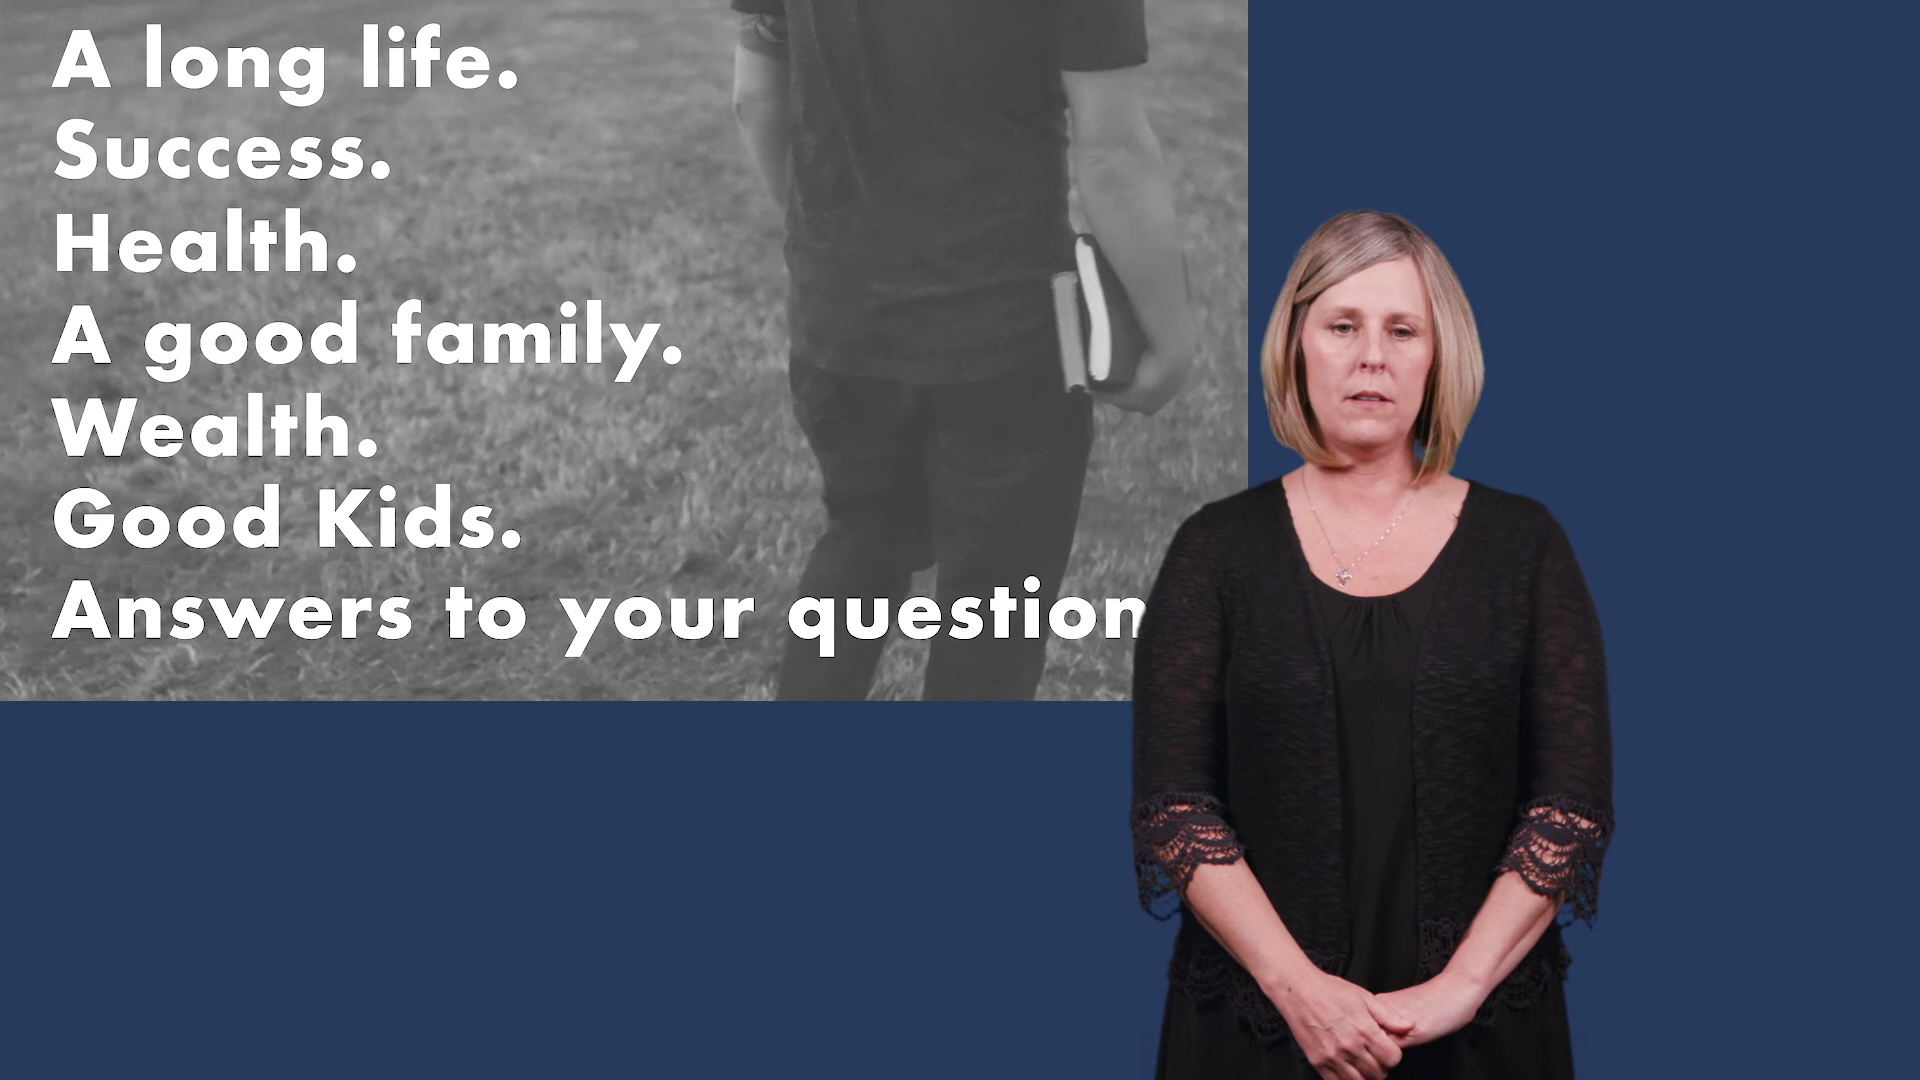 A long life.
Success.
Health.
A good family.
Wealth.
Good Kids.
Answers to your question